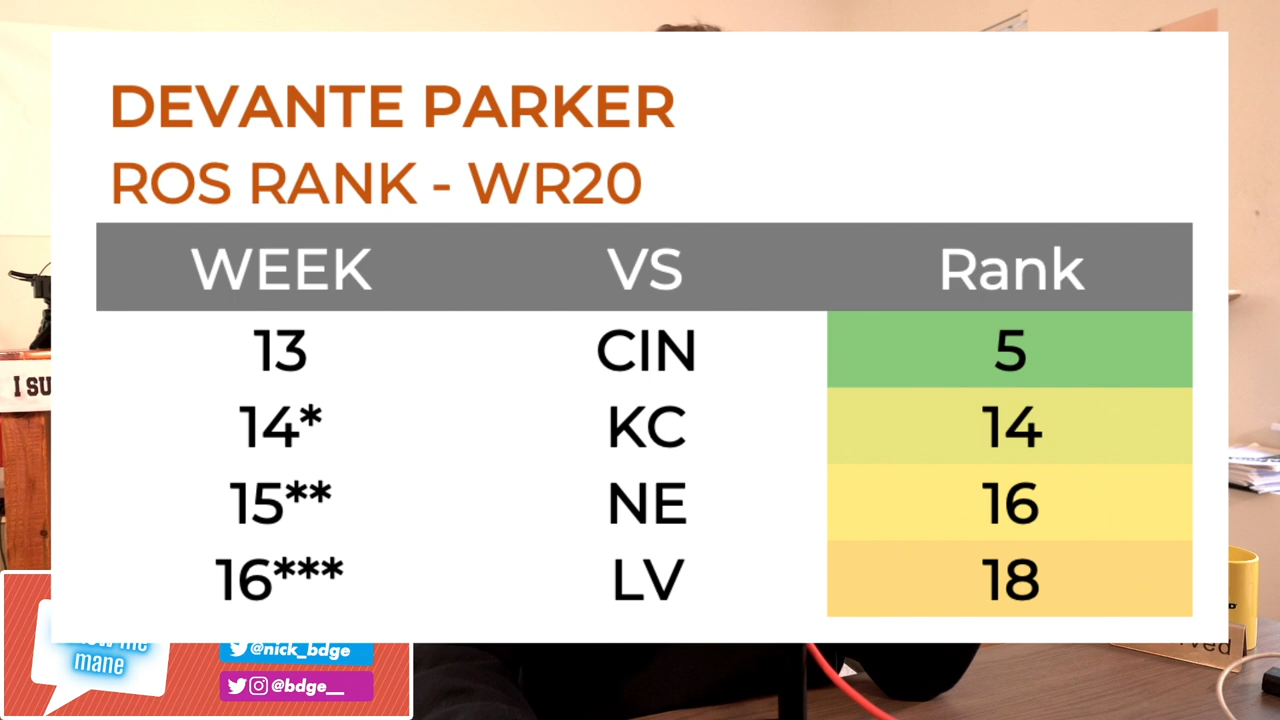 DEVANTE PARKER
ROS RANK - WR20
WEEK VS Rank
13 CIN 5
14* KC 14
15** NE 16
16*** LV 18
I SU
mane
@nick_bdge
@bdge__